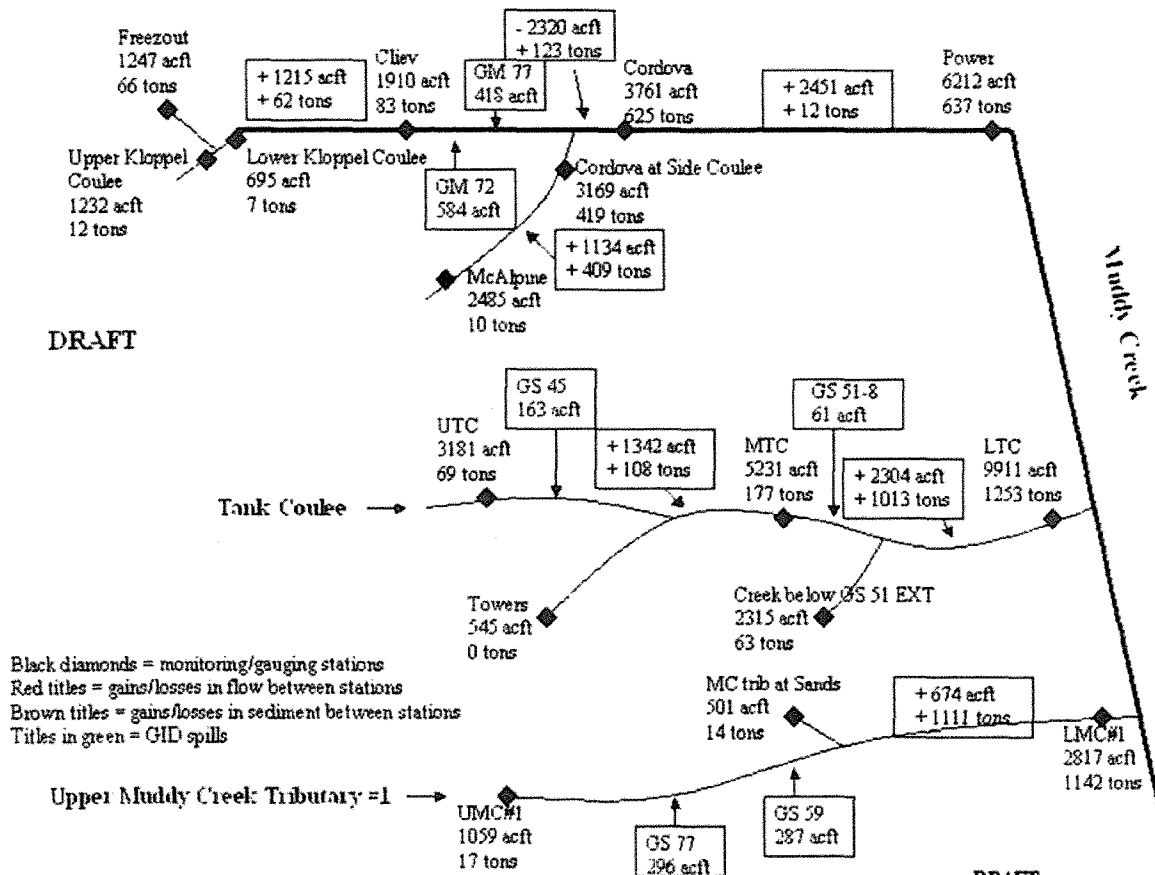 Freezout
1247 acft
66 tons
+ 1215 acft
+ 62 tons
Cliev
1910 acft
83 tons
GM 77
418 acft
- 2320 acft
+ 123 tons
Cordova
3761 acft
625 tons
+ 2451 acft
+ 12 tons
Power
6212 acft
637 tons
Upper Kloppel
Coulee
1232 acft
12 tons
Lower Kloppel Coulee
695 acft
7 tons
GM 72
584 acft
Cordova at Side Coulee
3169 acft
419 tons
+ 1134 acft
+ 409 tons
McAlpine
2485 acft
10 tons
Muddy Creek
DRAFT
GS 45
163 acft
GS 51-8
61 acft
UTC
3181 acft
69 tons
+ 1342 acft
+ 108 tons
MTC
5231 acft
177 tons
+ 2304 acft
+ 1013 tons
LTC
9911 acft
1253 tons
Tank Coulee
Towers
545 acft
0 tons
Creek below GS 51 EXT
2315 acft
63 tons
Black diamonds = monitoring/gauging stations
Red titles = gains/losses in flow between stations
Brown titles = gains/losses in sediment between stations
Titles in green = GID spills
MC trib at Sands
501 acft
14 tons
+ 674 acft
+ 1111 tons
LMC#1
2817 acft
1142 tons
Upper Muddy Creek Tributary #1
UMC#1
1059 acft
17 tons
GS 77
296 acft
GS 59
287 acft
DRAFT